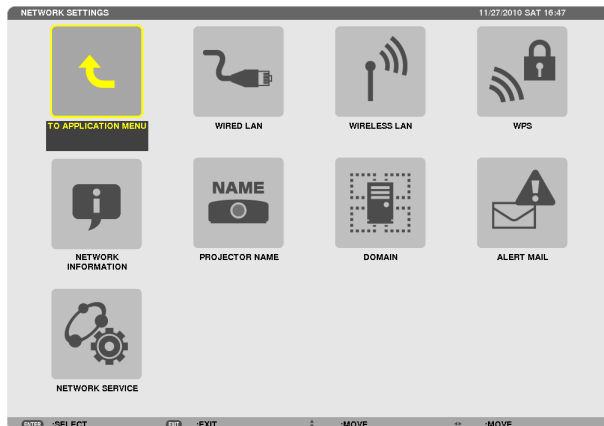 NETWORK SETTINGS 11/27/2010 SAT 16:47
TO APPLICATION MENU WIRED LAN WIRELESS LAN WPS
NAME
NETWORK INFORMATION PROJECTOR NAME DOMAIN ALERT MAIL
NETWORK SERVICE
ENTER :SELECT EXIT :EXIT :MOVE :MOVE